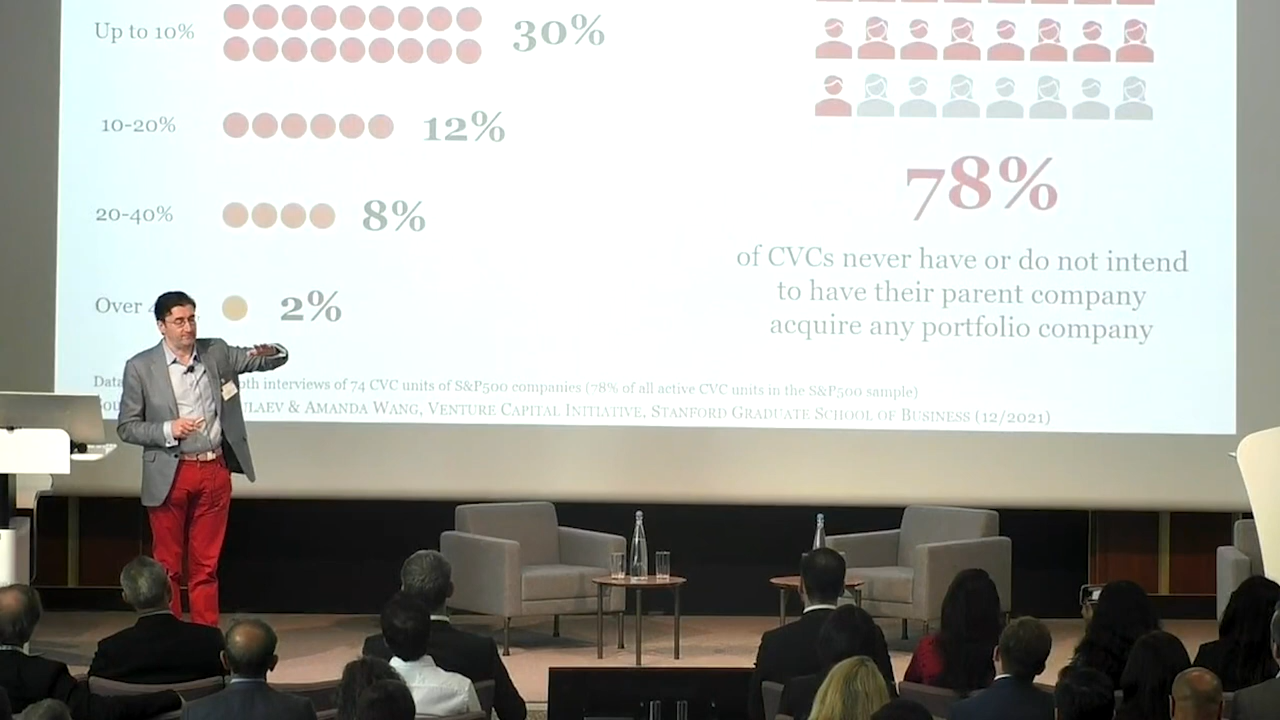 Up to 10%
30%
10-20%
12%
20-40%
8%
Over
2%
78%
of CVCs never have or do not intend
to have their parent company
acquire any portfolio company
Data interviews of 74 CVC units of S&P500 companies (78% of all active CVC units in the S&P500 sample)
& AMANDA WANG, VENTURE CAPITAL INITIATIVE, STANFORD GRADUATE SCHOOL OF BUSINESS (12/2021)